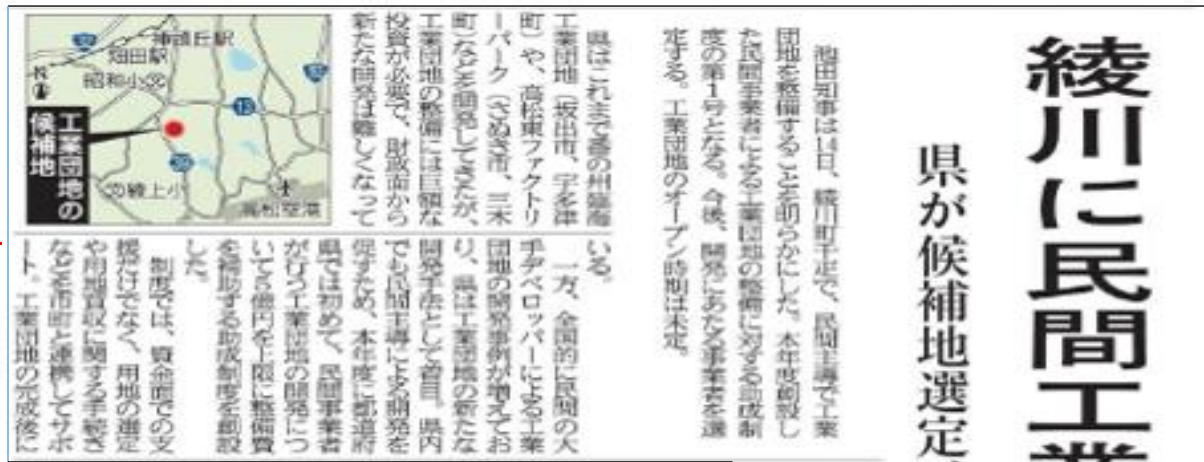 綾川に民間工業
県が候補地選定
池田知事は14日、綾川町千疋で、民間主導で工業
団地を整備することを明らかにした。本年度創設し
た民間事業者による工業団地の整備に対する助成制
度の第1号となる。今後、開発にあたる事業者を選
定する。工業団地のオープン時期は未定。
県はこれまで番の州臨海
工業団地（坂出市、宇多津
町）や、高松東ファクトリ
ーパーク（さぬき市、三木
町）などを開発してきたが、
工業団地の整備には巨額な
投資が必要で、財政面から
新たな開発は難しくなって
いる。
一方、全国的に民間の大
手デベロッパーによる工業
団地の開発事例が増えてお
り、県は工業団地の新たな
開発手法として着目。県内
でも民間主導による開発を
促すため、本年度に都道府
県では初めて、民間事業者
が行う工業団地の開発につ
いて5億円を上限に整備費
を補助する助成制度を創設
した。
制度では、資金面での支
援だけでなく、用地の選定
や用地買収に関する手続き
などを市町と連携してサポ
ート。工業団地の完成後に
畑田駅
昭和小
N
32
13
39
綾上小
高松空港
工業団地の
候補地